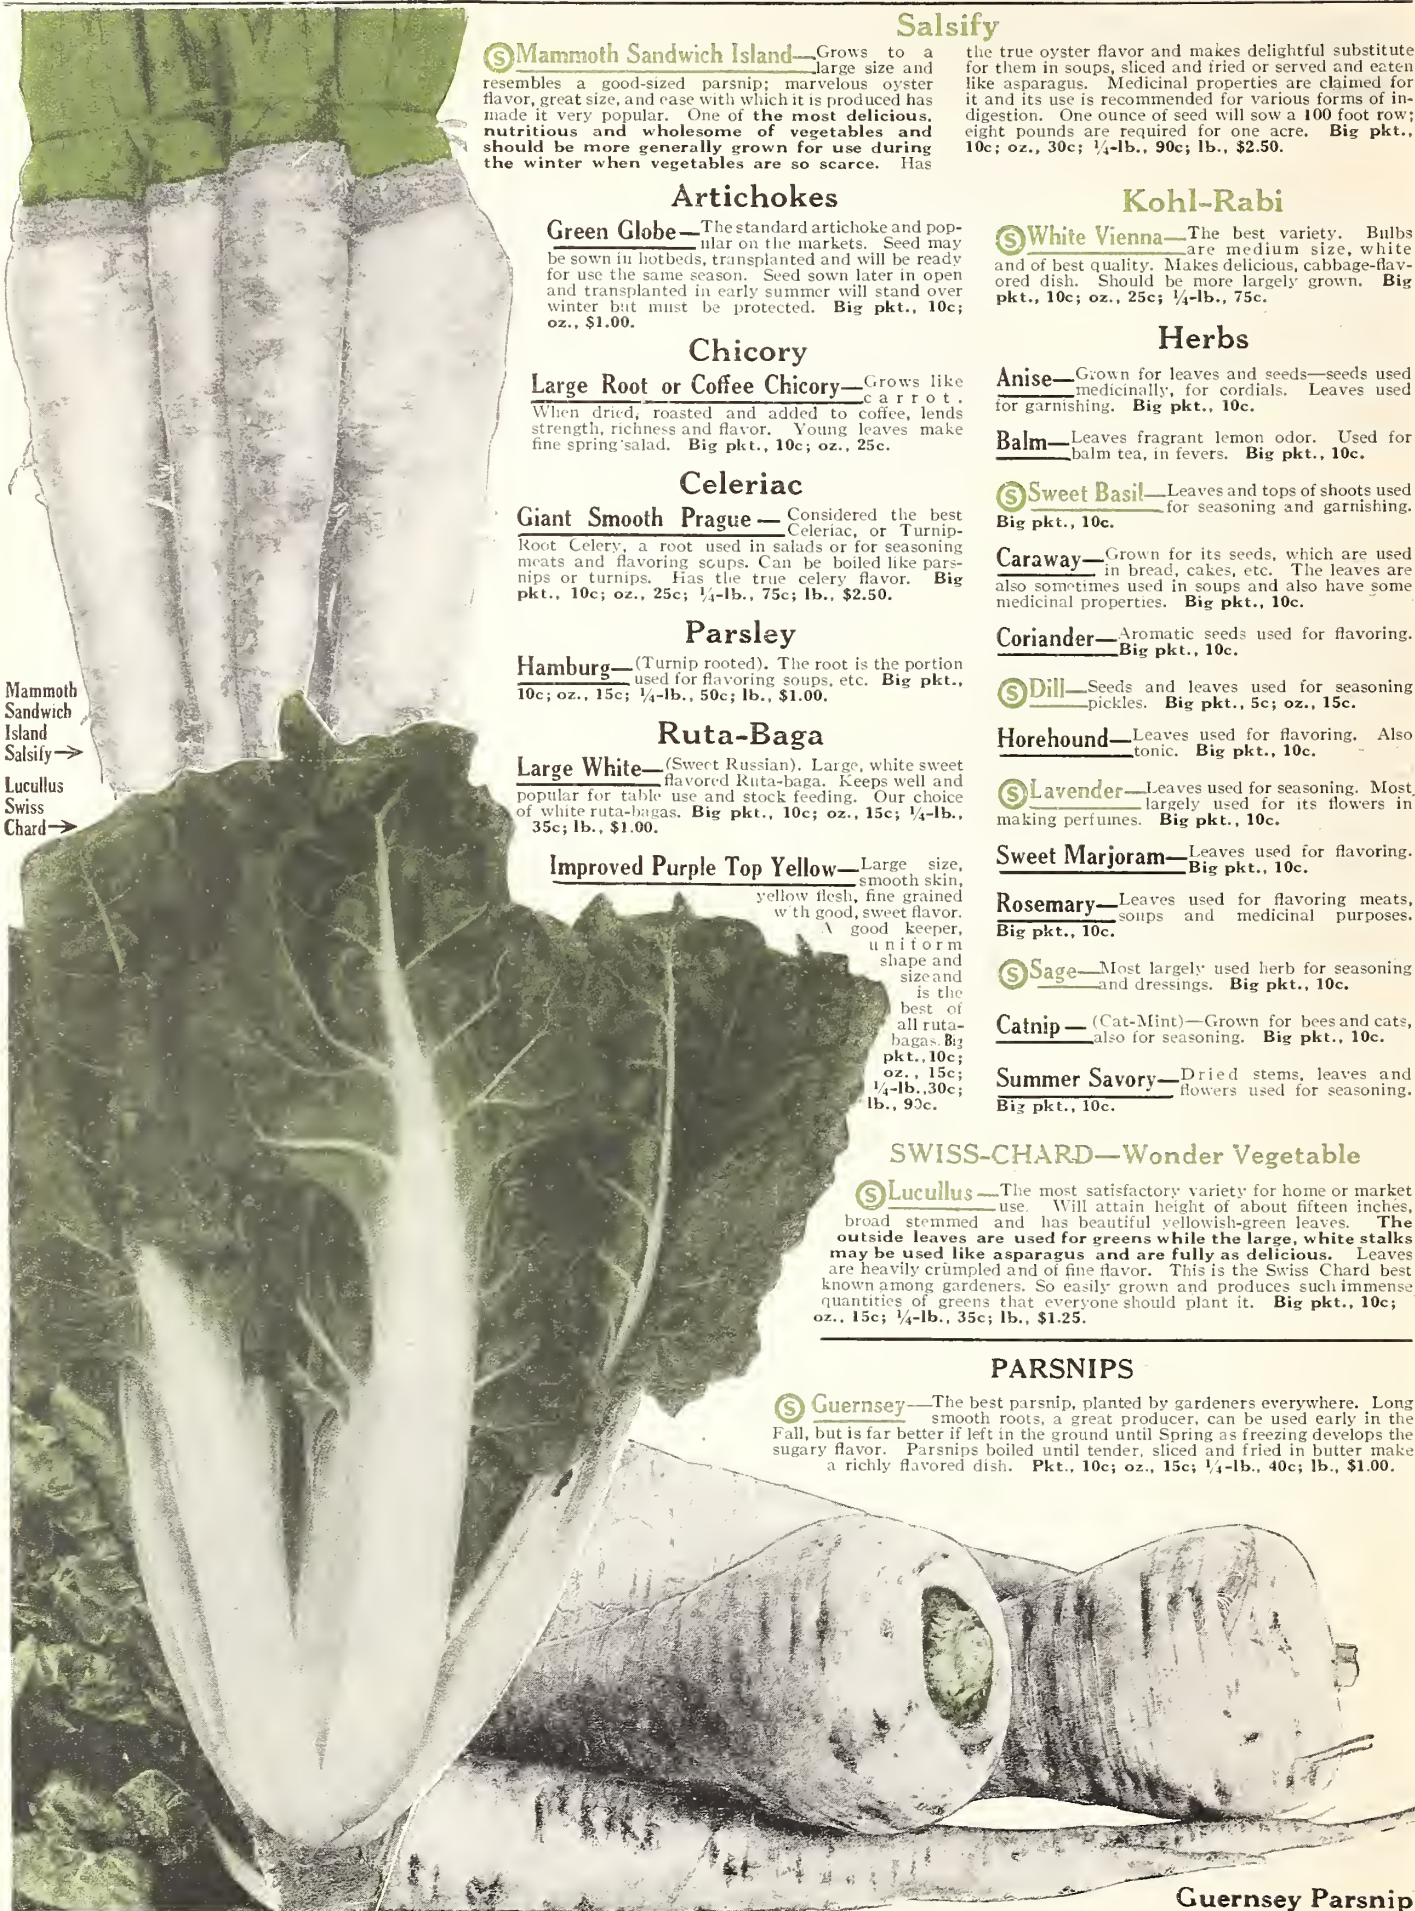 Salsify
Ⓢ Mammoth Sandwich Island—Grows to a
large size and
resembles a good-sized parsnip; marvelous oyster
flavor, great size, and ease with which it is produced has
made it very popular. One of the most delicious,
nutritious and wholesome of vegetables and
should be more generally grown for use during
the winter when vegetables are so scarce. Has
the true oyster flavor and makes delightful substitute
for them in soups, sliced and fried or served and eaten
like asparagus. Medicinal properties are claimed for
it and its use is recommended for various forms of in-
digestion. One ounce of seed will sow a 100 foot row;
eight pounds are required for one acre. Big pkt.,
10c; oz., 30c; ¼-lb., 90c; lb., $2.50.
Artichokes
Green Globe—The standard artichoke and pop-
ular on the markets. Seed may
be sown in hotbeds, transplanted and will be ready
for use the same season. Seed sown later in open
and transplanted in early summer will stand over
winter but must be protected. Big pkt., 10c;
oz., $1.00.
Chicory
Large Root or Coffee Chicory—Grows like
carrot.
When dried, roasted and added to coffee, lends
strength, richness and flavor. Young leaves make
fine spring salad. Big pkt., 10c; oz., 25c.
Celeriac
Giant Smooth Prague—Considered the best
Celeriac, or Turnip-
Root Celery, a root used in salads or for seasoning
meats and flavoring soups. Can be boiled like pars-
nips or turnips. Has the true celery flavor. Big
pkt., 10c; oz., 25c; ¼-lb., 75c; lb., $2.50.
Parsley
Hamburg—(Turnip rooted). The root is the portion
used for flavoring soups, etc. Big pkt.,
10c; oz., 15c; ¼-lb., 50c; lb., $1.00.
Ruta-Baga
Large White—(Sweet Russian). Large, white sweet
flavored Ruta-baga. Keeps well and
popular for table use and stock feeding. Our choice
of white ruta-bagas. Big pkt., 10c; oz., 15c; ¼-lb.,
35c; lb., $1.00.
Improved Purple Top Yellow—Large size,
smooth skin,
yellow flesh, fine grained
with good, sweet flavor.
A good keeper,
uniform
shape and
size and
is the
best of
all ruta-
bagas. Big
pkt., 10c;
oz., 15c;
¼-lb., 30c;
lb., 90c.
Kohl-Rabi
Ⓢ White Vienna—The best variety. Bulbs
are medium size, white
and of best quality. Makes delicious, cabbage-flav-
ored dish. Should be more largely grown. Big
pkt., 10c; oz., 25c; ¼-lb., 75c.
Herbs
Anise—Grown for leaves and seeds—seeds used
medicinally, for cordials. Leaves used
for garnishing. Big pkt., 10c.
Balm—Leaves fragrant lemon odor. Used for
balm tea, in fevers. Big pkt., 10c.
Ⓢ Sweet Basil—Leaves and tops of shoots used
for seasoning and garnishing.
Big pkt., 10c.
Caraway—Grown for its seeds, which are used
in bread, cakes, etc. The leaves are
also sometimes used in soups and also have some
medicinal properties. Big pkt., 10c.
Coriander—Aromatic seeds used for flavoring.
Big pkt., 10c.
Ⓢ Dill—Seeds and leaves used for seasoning
pickles. Big pkt., 5c; oz., 15c.
Horehound—Leaves used for flavoring. Also
tonic. Big pkt., 10c.
Ⓢ Lavender—Leaves used for seasoning. Most
largely used for its flowers in
making perfumes. Big pkt., 10c.
Sweet Marjoram—Leaves used for flavoring.
Big pkt., 10c.
Rosemary—Leaves used for flavoring meats,
soups and medicinal purposes.
Big pkt., 10c.
Ⓢ Sage—Most largely used herb for seasoning
and dressings. Big pkt., 10c.
Catnip—(Cat-Mint)—Grown for bees and cats,
also for seasoning. Big pkt., 10c.
Summer Savory—Dried stems, leaves and
flowers used for seasoning.
Big pkt., 10c.
Mammoth
Sandwich
Island
Salsify→
Lucullus
Swiss
Chard→
SWISS-CHARD—Wonder Vegetable
Ⓢ Lucullus—The most satisfactory variety for home or market
use. Will attain height of about fifteen inches,
broad stemmed and has beautiful yellowish-green leaves. The
outside leaves are used for greens while the large, white stalks
may be used like asparagus and are fully as delicious. Leaves
are heavily crumpled and of fine flavor. This is the Swiss Chard best
known among gardeners. So easily grown and produces such immense
quantities of greens that everyone should plant it. Big pkt., 10c;
oz., 15c; ¼-lb., 35c; lb., $1.25.
PARSNIPS
Ⓢ Guernsey—The best parsnip, planted by gardeners everywhere. Long
smooth roots, a great producer, can be used early in the
Fall, but is far better if left in the ground until Spring as freezing develops the
sugary flavor. Parsnips boiled until tender, sliced and fried in butter make
a richly flavored dish. Pkt., 10c; oz., 15c; ¼-lb., 40c; lb., $1.00.
Guernsey Parsnip